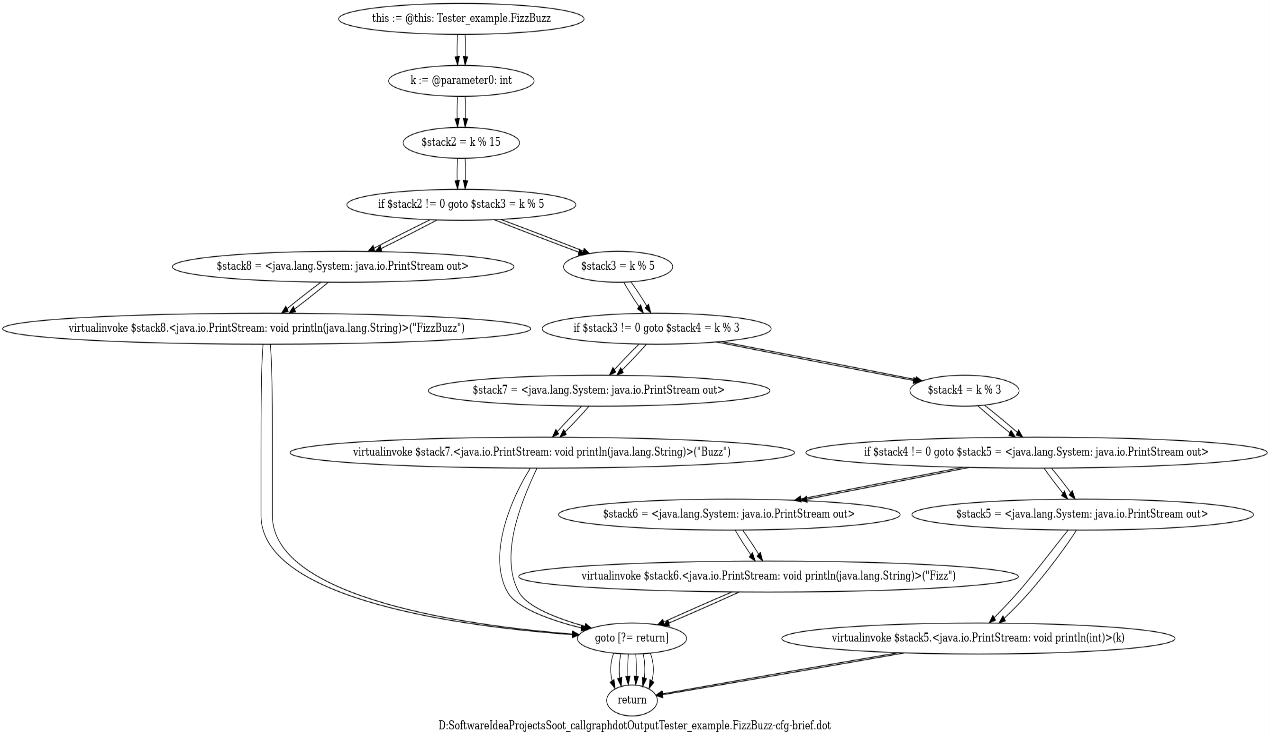 this := @this: Tester_example.FizzBuzz
k := @parameter0: int
$stack2 = k % 15
if $stack2 != 0 goto $stack3 = k % 5
$stack8 = <java.lang.System: java.io.PrintStream out>
$stack3 = k % 5
virtualinvoke $stack8.<java.io.PrintStream: void println(java.lang.String)>("FizzBuzz")
if $stack3 != 0 goto $stack4 = k % 3
$stack7 = <java.lang.System: java.io.PrintStream out>
$stack4 = k % 3
virtualinvoke $stack7.<java.io.PrintStream: void println(java.lang.String)>("Buzz")
if $stack4 != 0 goto $stack5 = <java.lang.System: java.io.PrintStream out>
$stack6 = <java.lang.System: java.io.PrintStream out>
$stack5 = <java.lang.System: java.io.PrintStream out>
virtualinvoke $stack6.<java.io.PrintStream: void println(java.lang.String)>("Fizz")
goto [?= return]
virtualinvoke $stack5.<java.io.PrintStream: void println(int)>(k)
return
D:SoftwareIdeaProjectsSoot_callgraphdotOutputTester_example.FizzBuzz-cfg-brief.dot